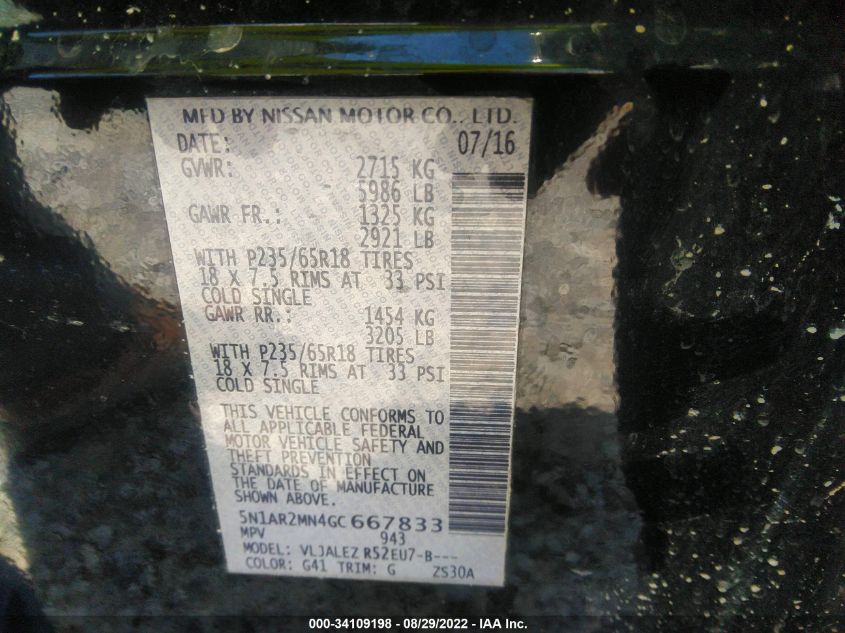 MFD BY NISSAN MOTOR CO., LTD.
DATE: 07/16
GVWR: 2715 KG
5986 LB
GAWR FR.: 1325 KG
2921 LB
WITH P235/65R18 TIRES
18 X 7.5 RIMS AT 33 PSI
COLD SINGLE
GAWR RR.: 1454 KG
3205 LB
WITH P235/65R18 TIRES
18 X 7.5 RIMS AT 33 PSI
COLD SINGLE
THIS VEHICLE CONFORMS TO
ALL APPLICABLE FEDERAL
MOTOR VEHICLE SAFETY AND
THEFT PREVENTION
STANDARDS IN EFFECT ON
THE DATE OF MANUFACTURE
SHOWN ABOVE.
5N1AR2MN4GC667833
MPV 943
MODEL: VLJALEZ R52EU7-B---
COLOR: G41 TRIM: G ZS30A
000-34109198 - 08/29/2022 - IAA Inc.